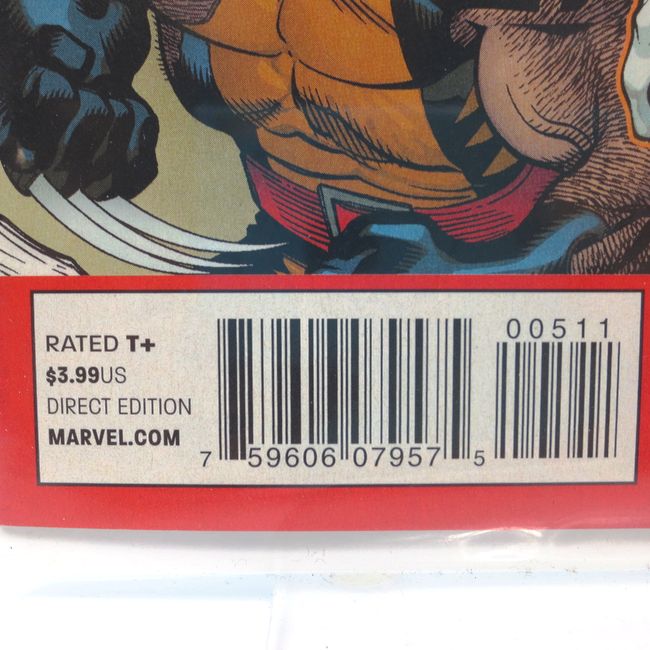 RATED T+
$3.99US
DIRECT EDITION
MARVEL.COM
00511
7 59606 07957 5